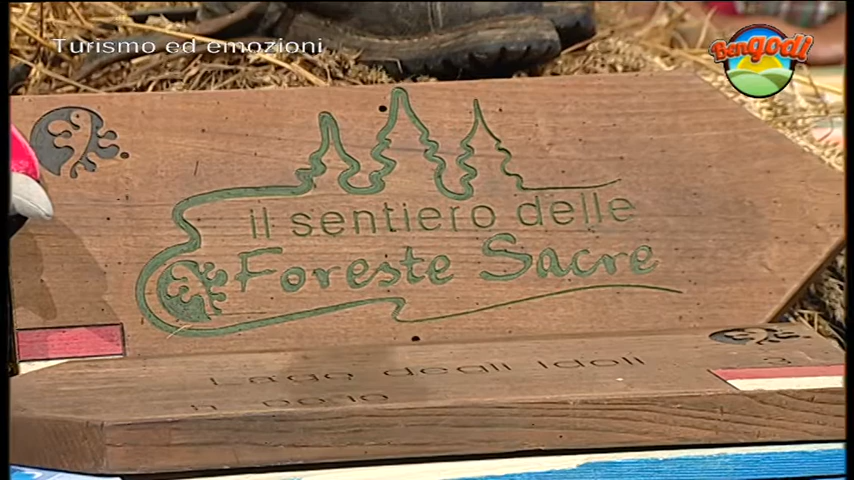 Turismo ed emozioni
Bengodi
il sentiero delle
Foreste Sacre
Lago degli Idoli